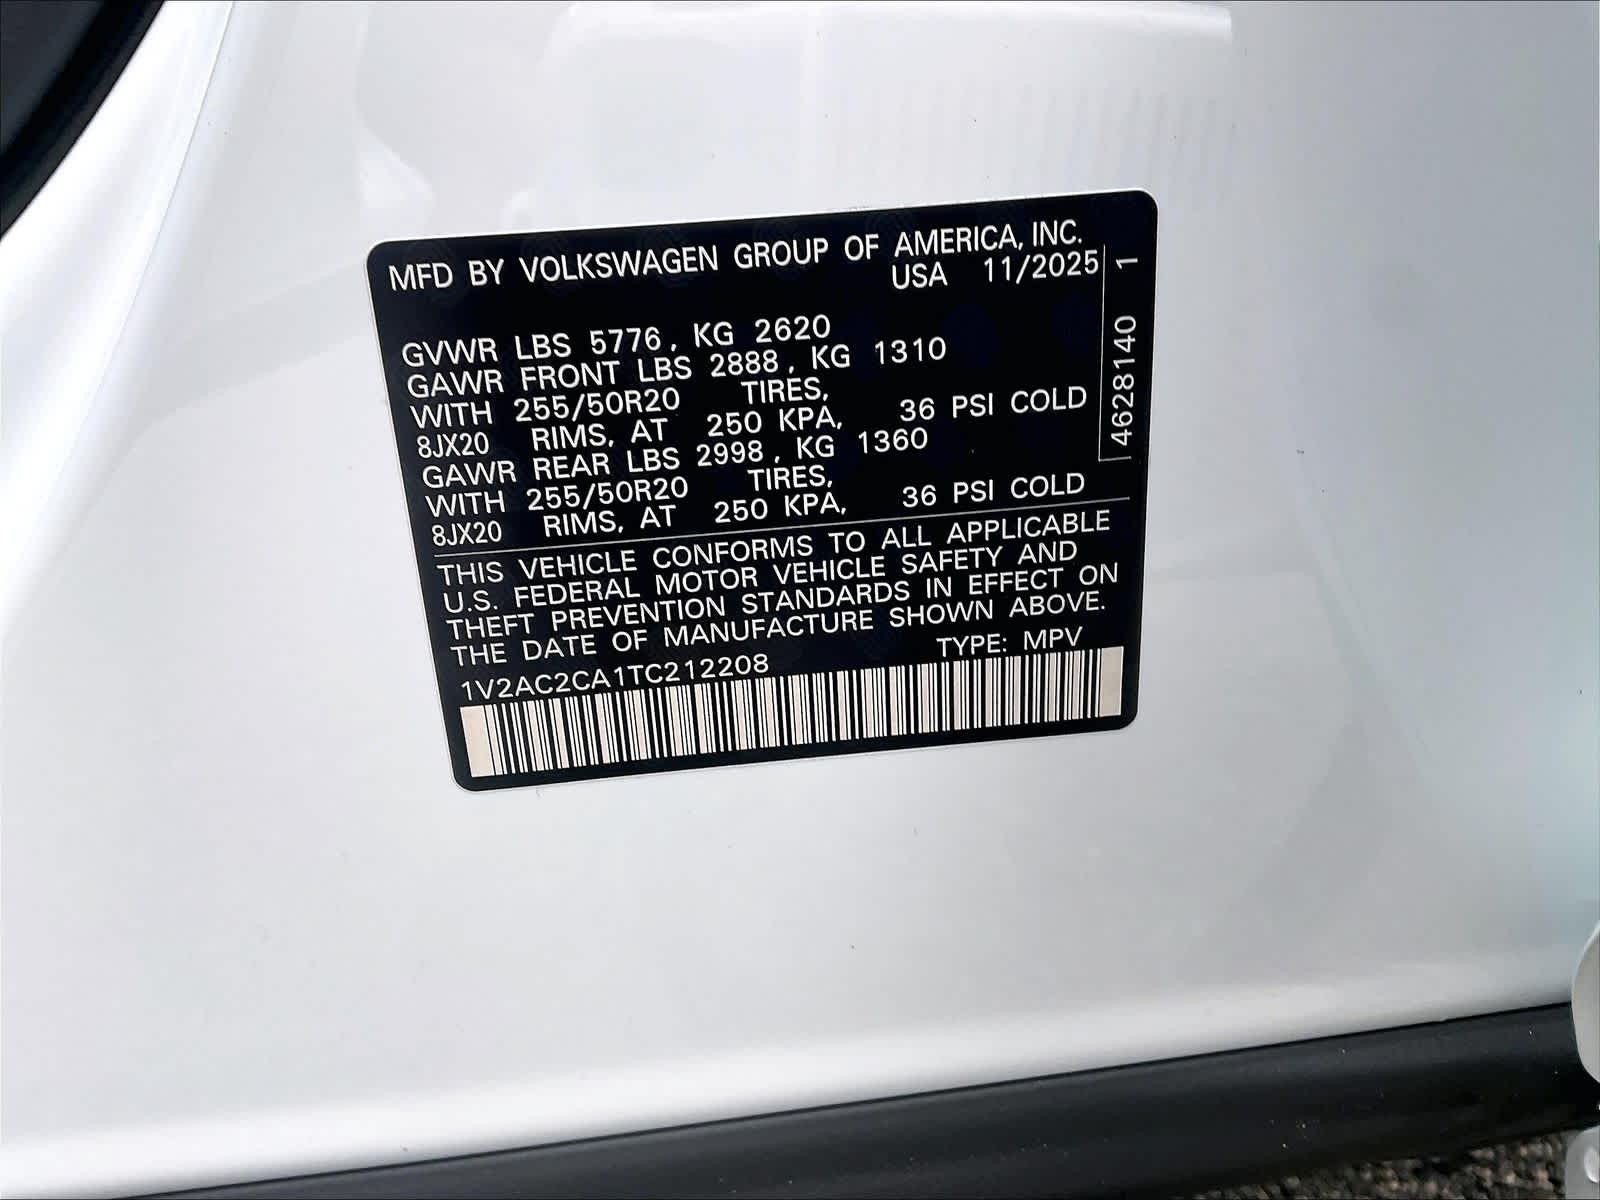 MFD BY VOLKSWAGEN GROUP OF AMERICA, INC.
USA 11/2025
GVWR LBS 5776, KG 2620
GAWR FRONT LBS 2888, KG 1310
WITH 255/50R20 TIRES,
8JX20 RIMS, AT 250 KPA, 36 PSI COLD
GAWR REAR LBS 2998, KG 1360
WITH 255/50R20 TIRES,
8JX20 RIMS, AT 250 KPA, 36 PSI COLD
THIS VEHICLE CONFORMS TO ALL APPLICABLE
U.S. FEDERAL MOTOR VEHICLE SAFETY AND
THEFT PREVENTION STANDARDS IN EFFECT ON
THE DATE OF MANUFACTURE SHOWN ABOVE.
TYPE: MPV
1V2AC2CA1TC212208
4628140 1